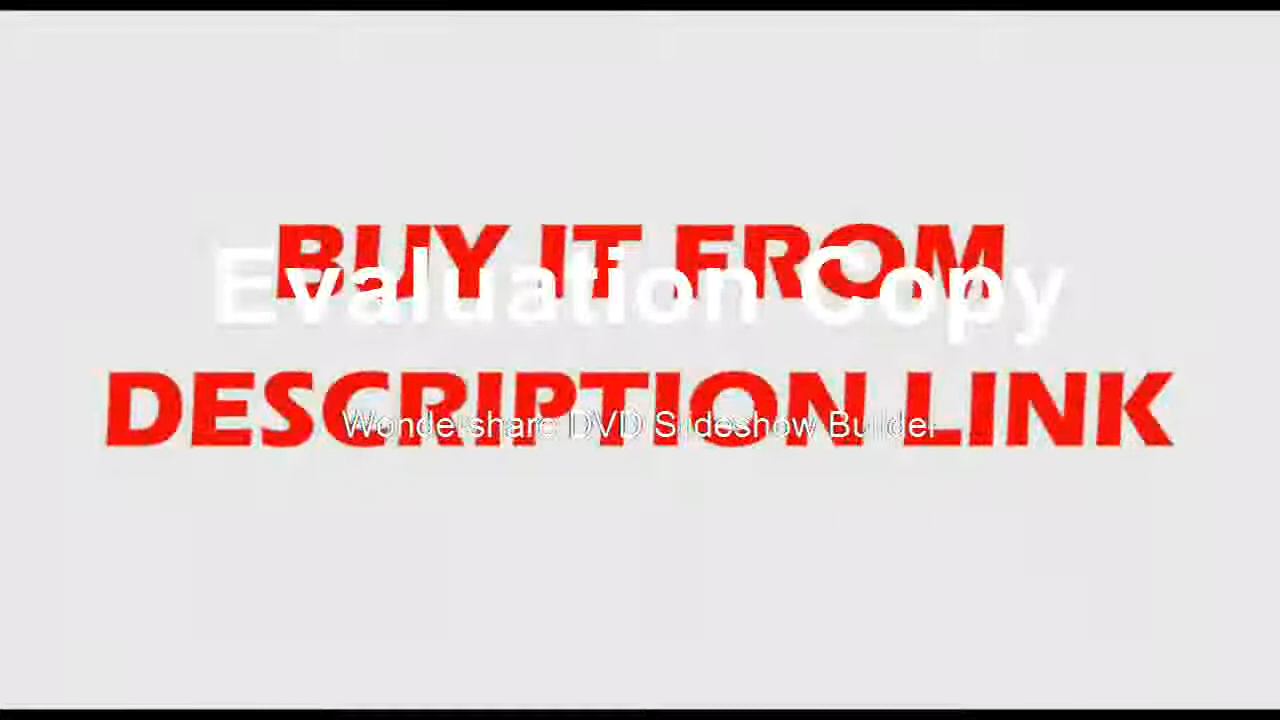 BUY IT FROM
Evaluation Copy
DESCRIPTION LINK
Wondershare DVD Slideshow Builder